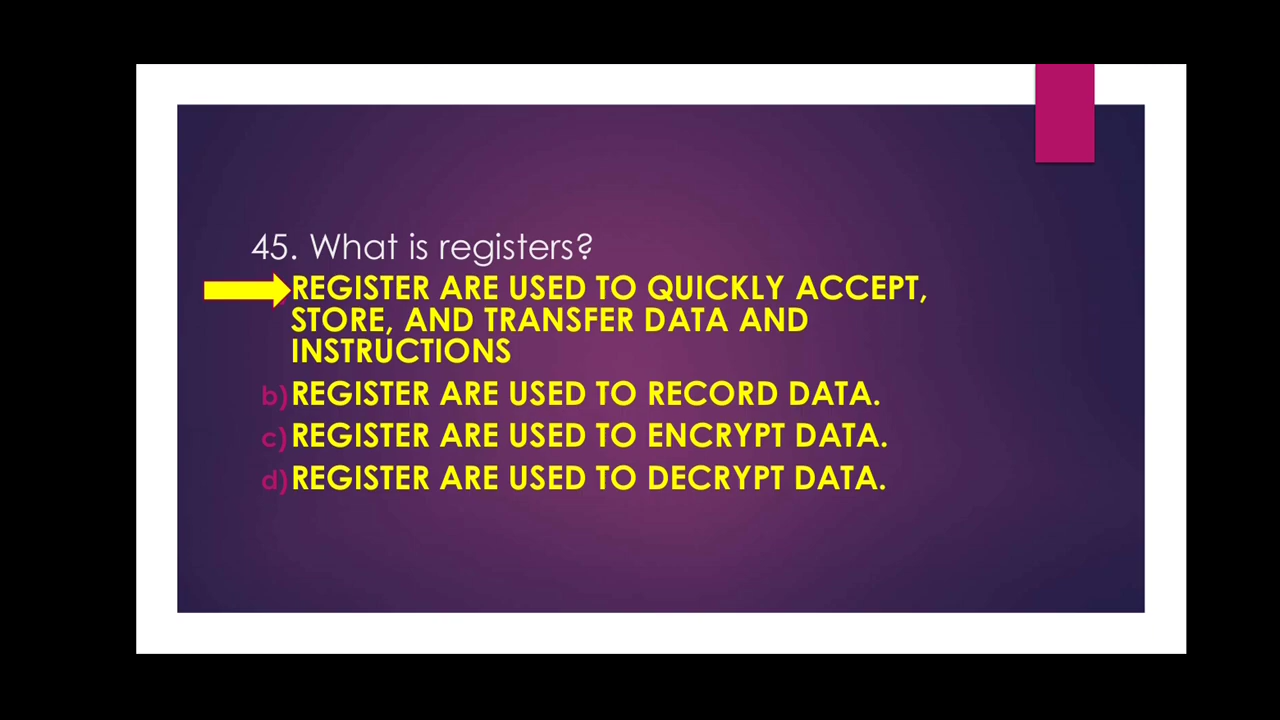 45. What is registers?
REGISTER ARE USED TO QUICKLY ACCEPT,
STORE, AND TRANSFER DATA AND
INSTRUCTIONS
b) REGISTER ARE USED TO RECORD DATA.
c) REGISTER ARE USED TO ENCRYPT DATA.
d) REGISTER ARE USED TO DECRYPT DATA.